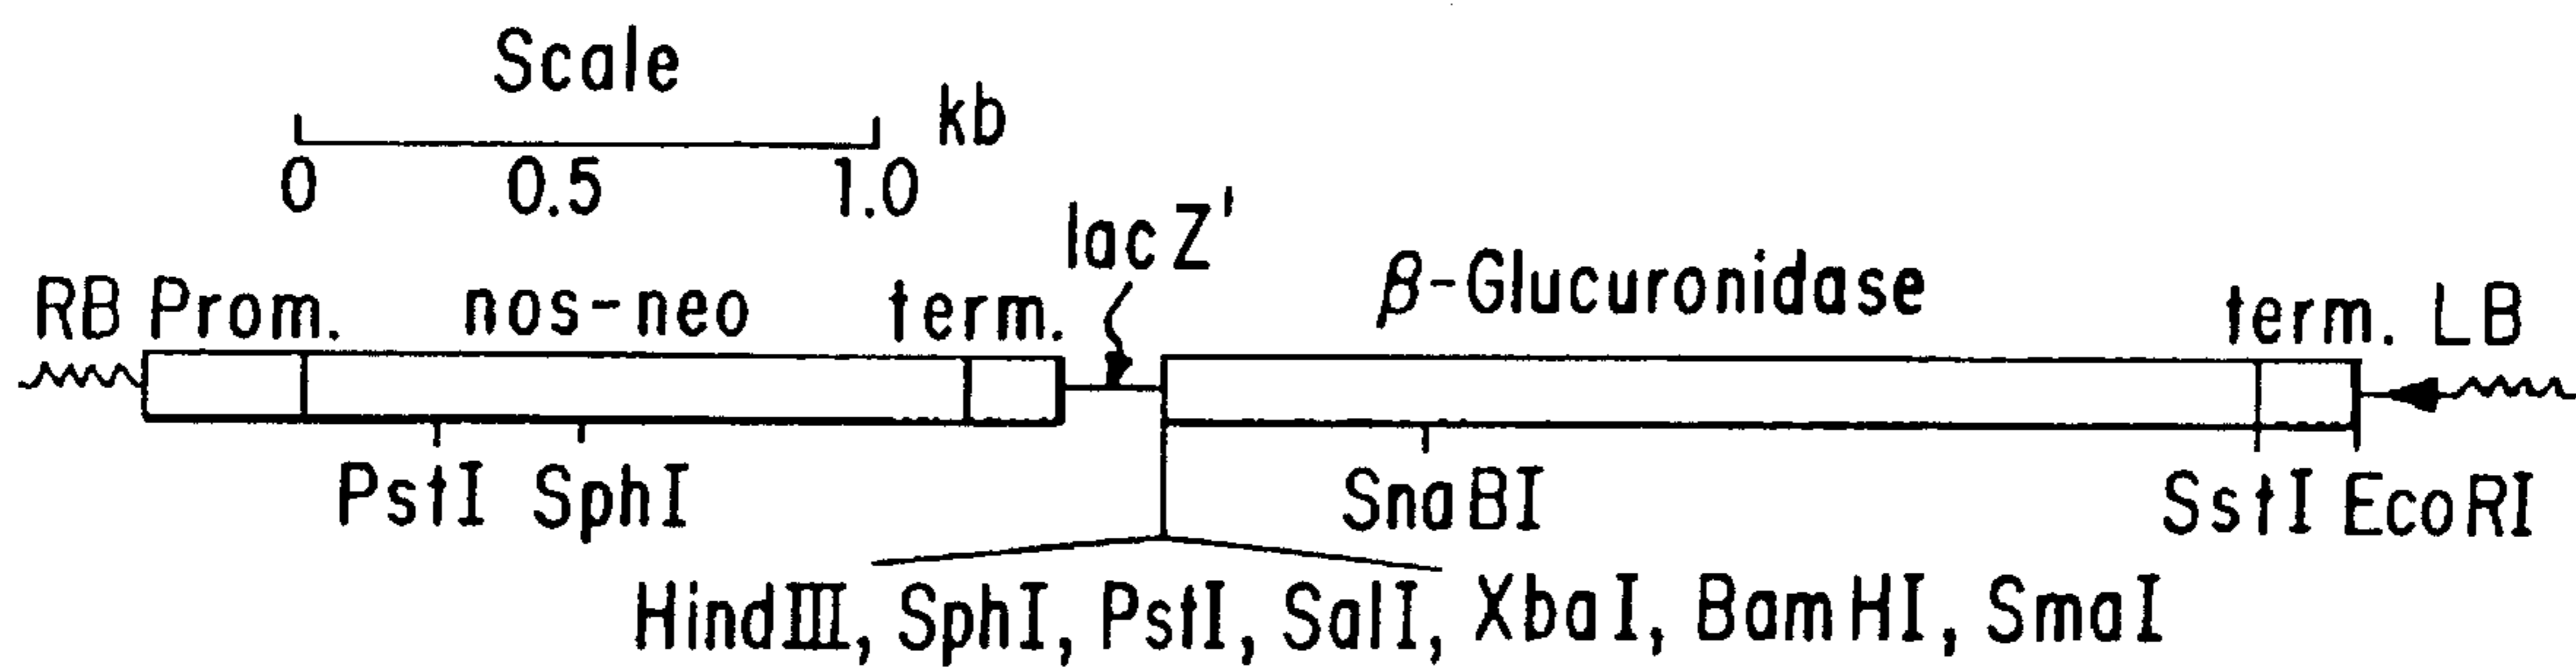 Scale
kb
0 0.5 1.0
lac Z'
RB Prom. nos-neo term. β-Glucuronidase term. LB
PstI SphI SnaBI SstI EcoRI
HindIII, SphI, PstI, SalI, XbaI, BamHI, SmaI